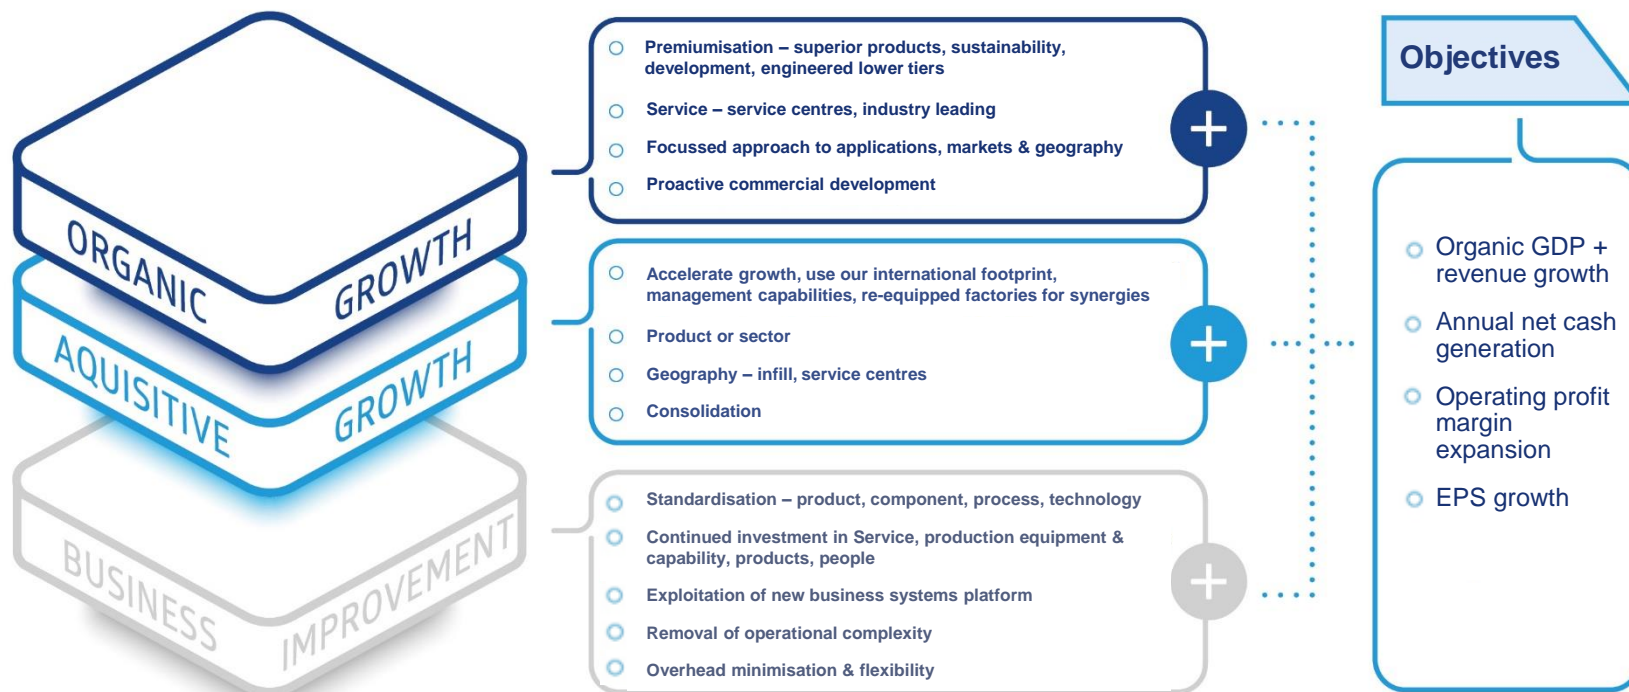 ORGANIC GROWTH
Premiumisation – superior products, sustainability,
development, engineered lower tiers
Service – service centres, industry leading
Focussed approach to applications, markets & geography
Proactive commercial development
AQUISITIVE GROWTH
Accelerate growth, use our international footprint,
management capabilities, re-equipped factories for synergies
Product or sector
Geography – infill, service centres
Consolidation
BUSINESS IMPROVEMENT
Standardisation – product, component, process, technology
Continued investment in Service, production equipment &
capability, products, people
Exploitation of new business systems platform
Removal of operational complexity
Overhead minimisation & flexibility
Objectives
Organic GDP +
revenue growth
Annual net cash
generation
Operating profit
margin
expansion
EPS growth